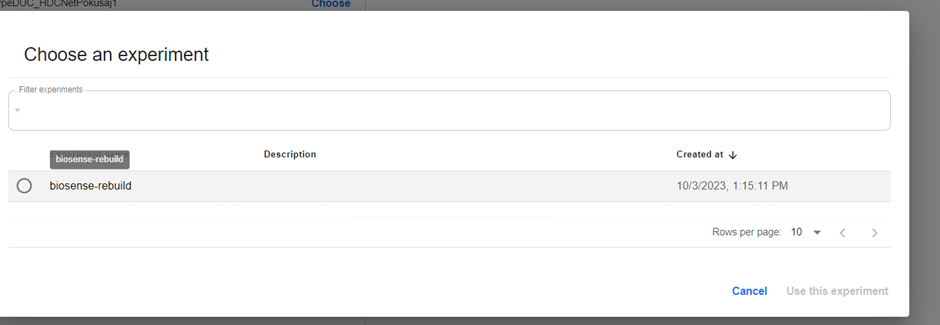 ypeDUC_HDCNetPokusaj1 Choose
Choose an experiment
Filter experiments
biosense-rebuild
Description Created at
biosense-rebuild 10/3/2023, 1:15:11 PM
Rows per page: 10
Cancel Use this experiment